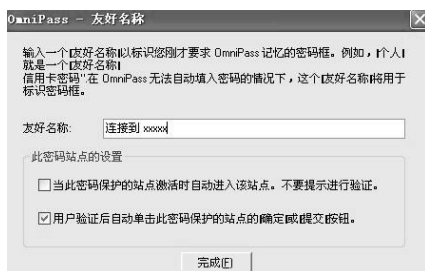 OmniPass - 友好名称
输入一个"友好名称"以标识您刚才要求 OmniPass 记忆的密码框。例如，"个人"
就是一个"友好名称"
信用卡密码"在 OmniPass 无法自动填入密码的情况下，这个"友好名称"将用于
标识密码框。
友好名称: 连接到 xxxxx
此密码站点的设置
当此密码保护的站点激活时自动进入该站点。不要提示进行验证。
用户验证后自动单击此密码保护的站点的"确定"或"提交"按钮。
完成(F)